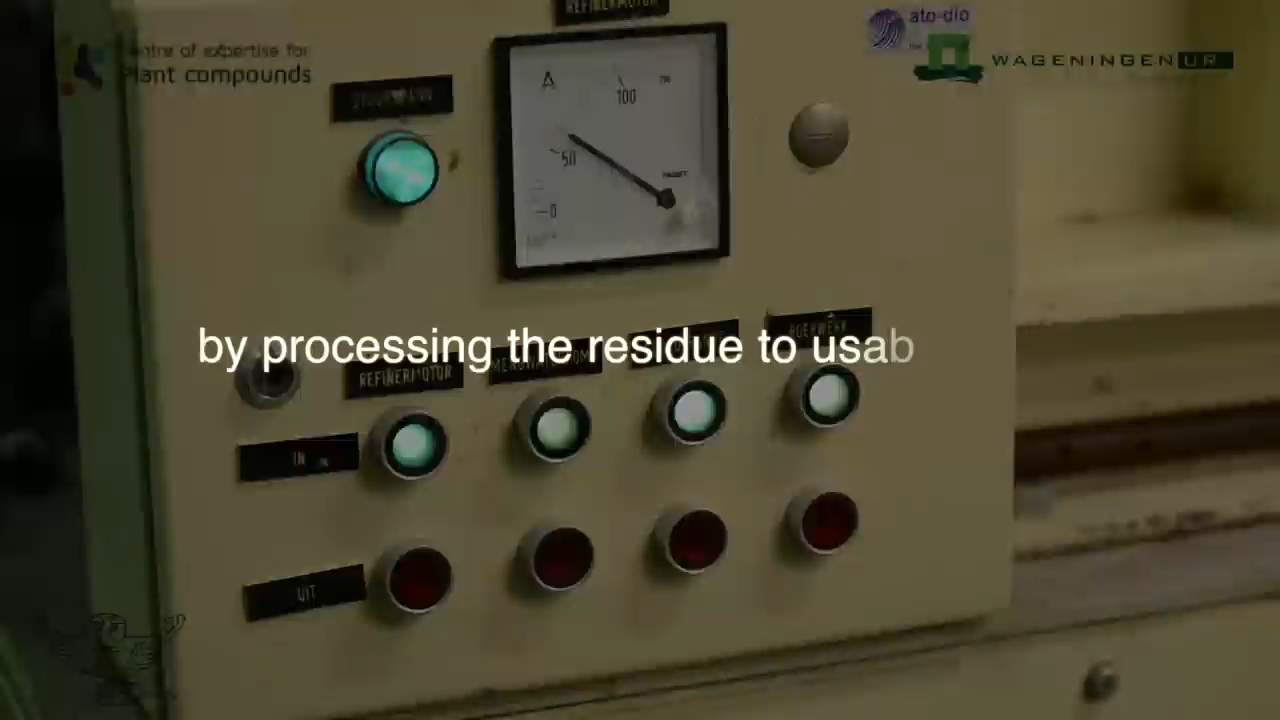 REFINERMOTOR
ato-dlo
Centre of expertise for
Plant compounds
WAGENINGEN UR
A
100
50
0
by processing the residue to usab
REFINERMOTOR
ROERWERK
IN
UIT